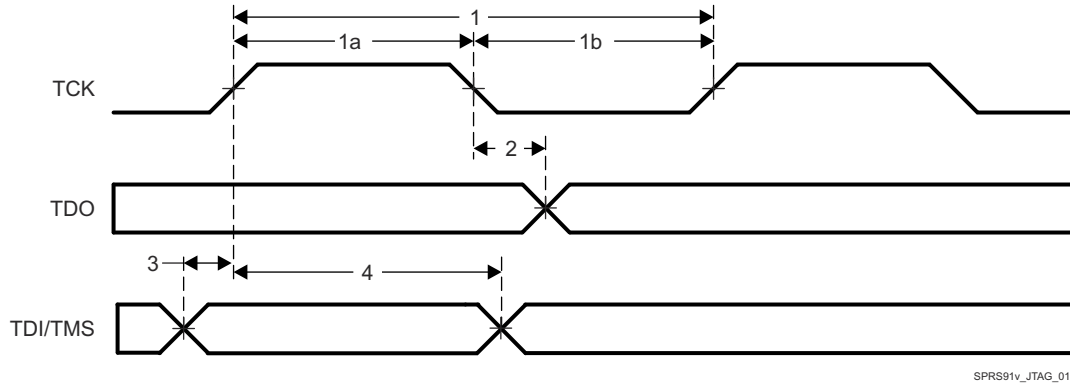 1
1a 1b
TCK
2
TDO
3 4
TDI/TMS
SPRS91v_JTAG_01